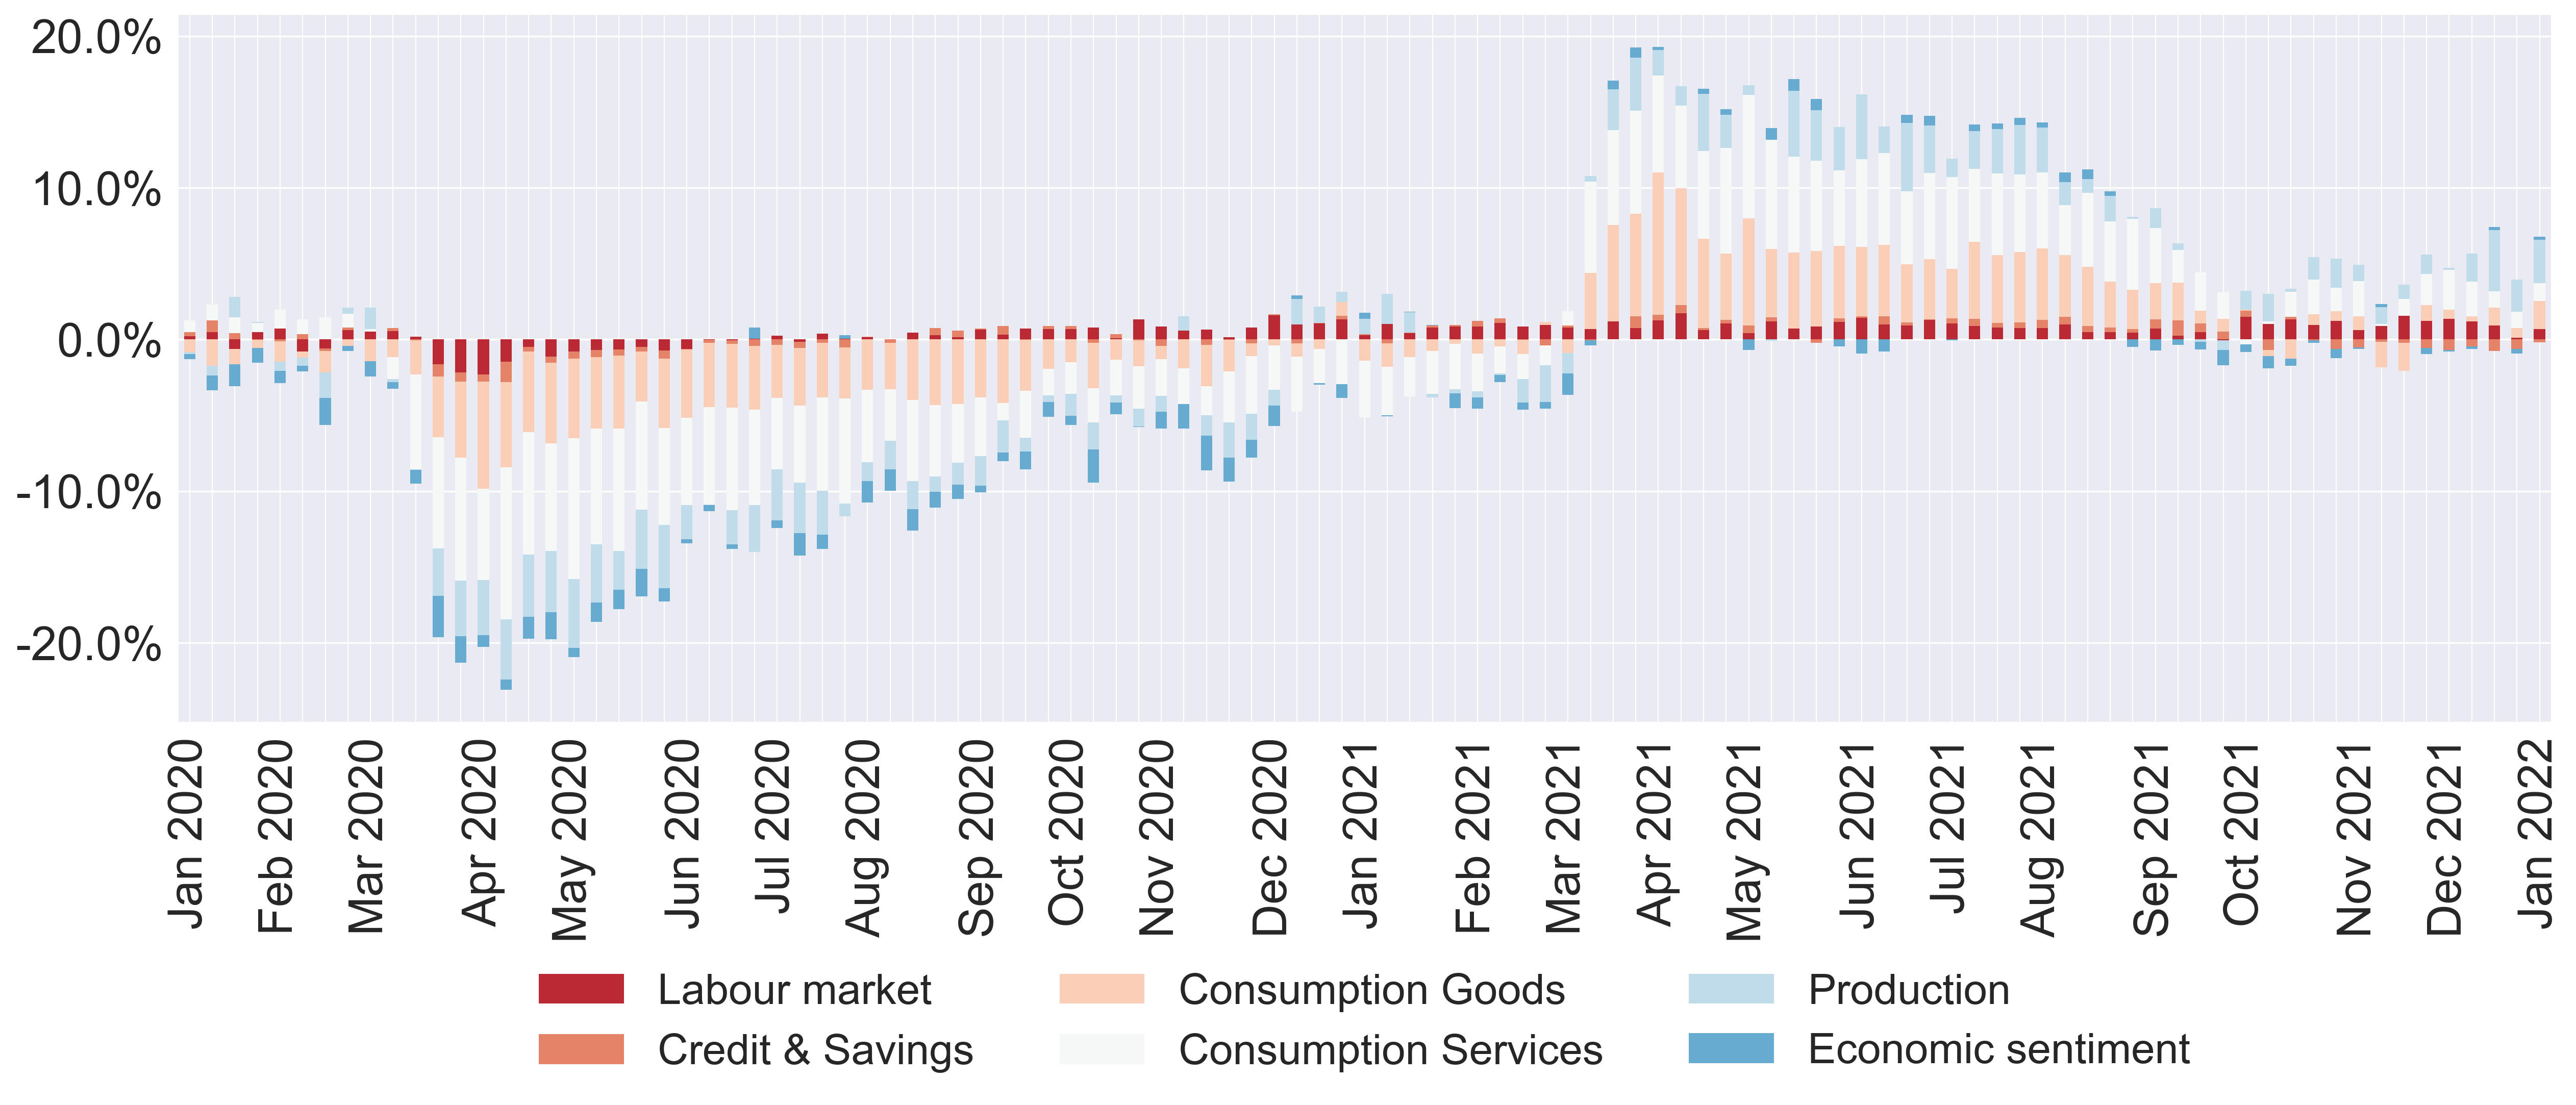 20.0%
10.0%
0.0%
-10.0%
-20.0%
Jan 2020
Feb 2020
Mar 2020
Apr 2020
May 2020
Jun 2020
Jul 2020
Aug 2020
Sep 2020
Oct 2020
Nov 2020
Dec 2020
Jan 2021
Feb 2021
Mar 2021
Apr 2021
May 2021
Jun 2021
Jul 2021
Aug 2021
Sep 2021
Oct 2021
Nov 2021
Dec 2021
Jan 2022
Labour market
Consumption Goods
Production
Credit & Savings
Consumption Services
Economic sentiment